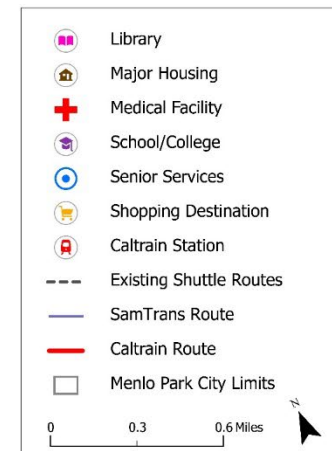 Library
Major Housing
Medical Facility
School/College
Senior Services
Shopping Destination
Caltrain Station
Existing Shuttle Routes
SamTrans Route
Caltrain Route
Menlo Park City Limits
N
0 0.3 0.6 Miles